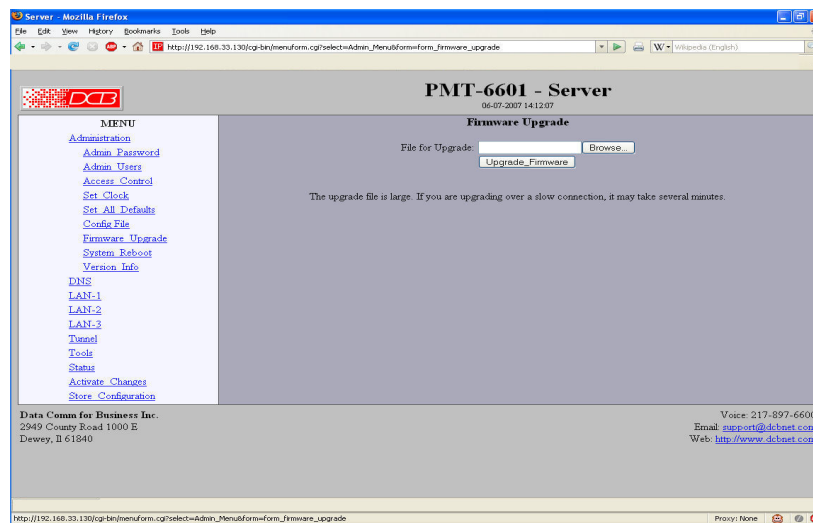 Server - Mozilla Firefox
File Edit View History Bookmarks Tools Help
http://192.168.33.130/cgi-bin/menuform.cgi?select=Admin_Menu&form=form_firmware_upgrade
Wikipedia (English)
DCB
PMT-6601 - Server
06-07-2007 14:12:07
MENU
Administration
Admin Password
Admin Users
Access Control
Set Clock
Set All Defaults
Config File
Firmware Upgrade
System Reboot
Version Info
DNS
LAN-1
LAN-2
LAN-3
Tunnel
Tools
Status
Activate Changes
Store Configuration
Firmware Upgrade
File for Upgrade: Browse...
Upgrade_Firmware
The upgrade file is large. If you are upgrading over a slow connection, it may take several minutes.
Data Comm for Business Inc.
2949 County Road 1000 E
Dewey, Il 61840
Voice: 217-897-6600
Email: support@dcbnet.com
Web: http://www.dcbnet.com
http://192.168.33.130/cgi-bin/menuform.cgi?select=Admin_Menu&form=form_firmware_upgrade
Proxy: None